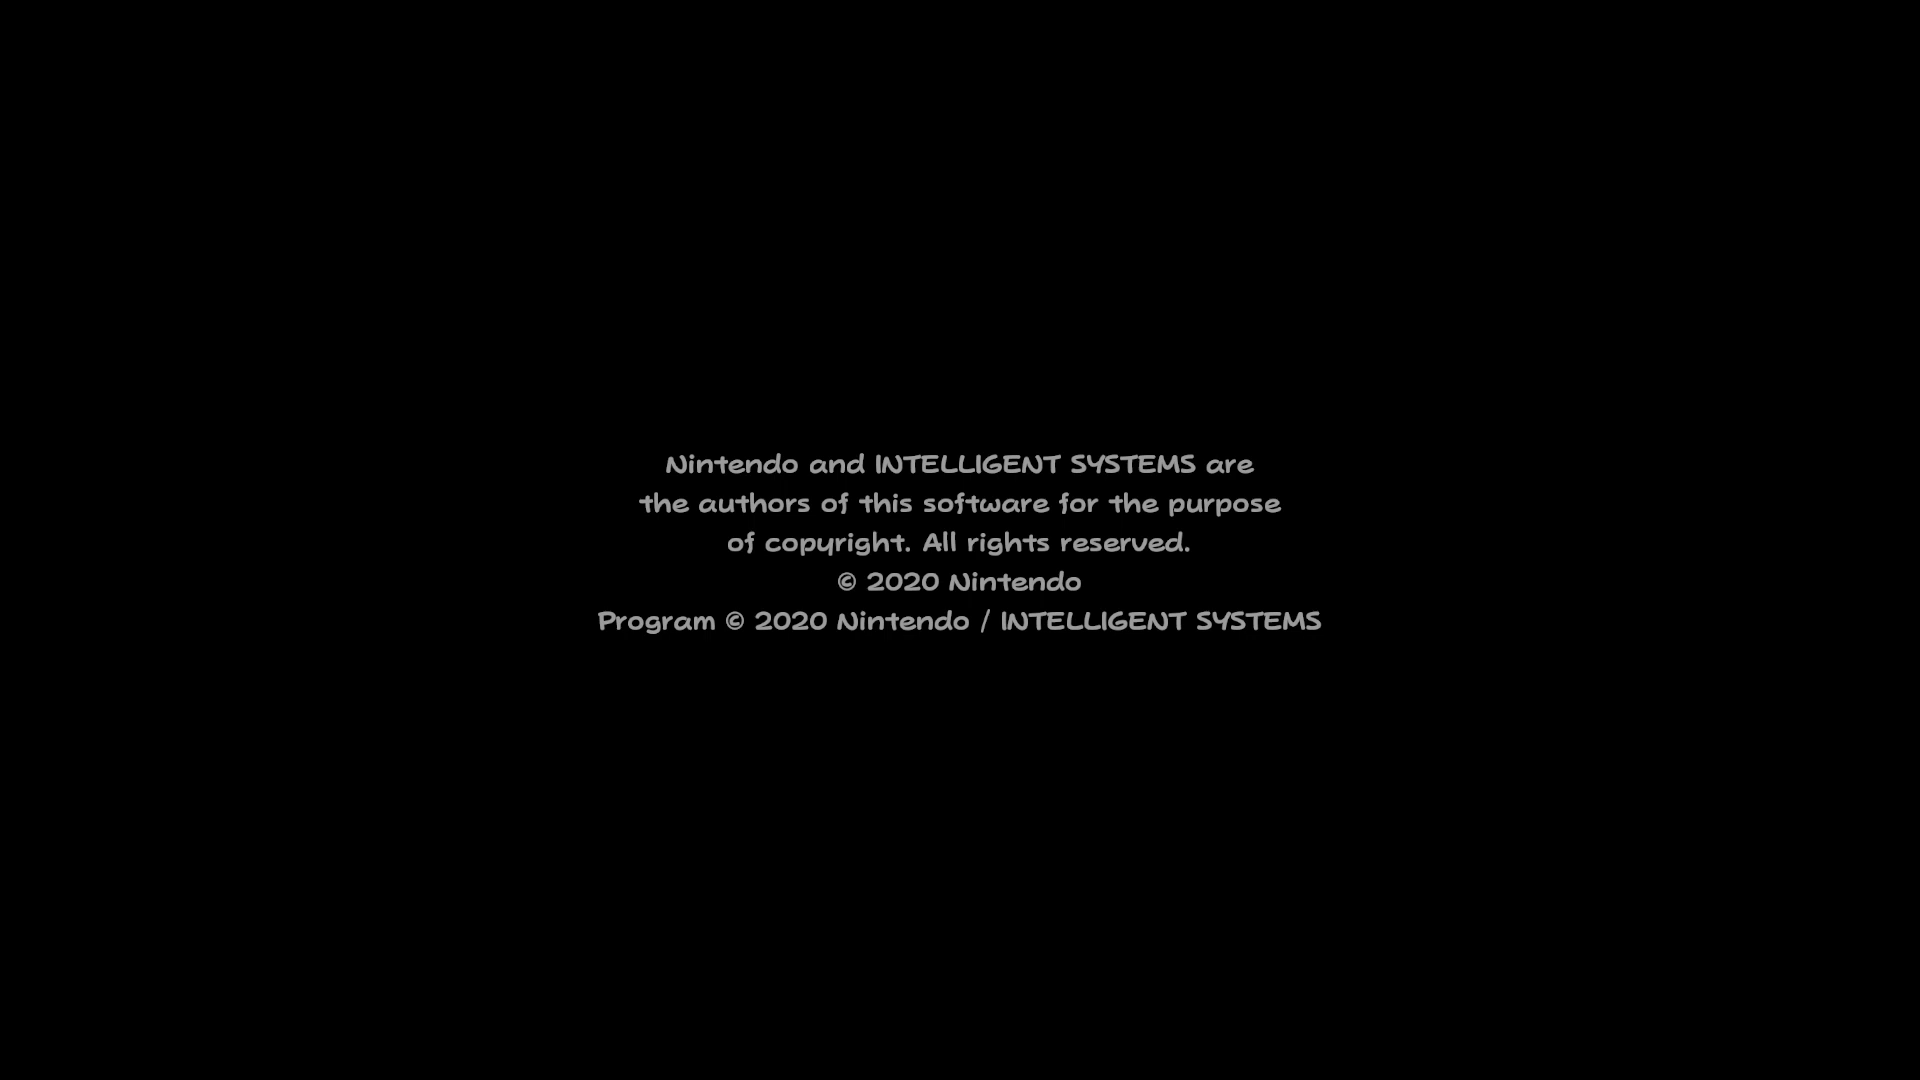 Nintendo and INTELLIGENT SYSTEMS are
the authors of this software for the purpose
of copyright. All rights reserved.
© 2020 Nintendo
Program © 2020 Nintendo / INTELLIGENT SYSTEMS